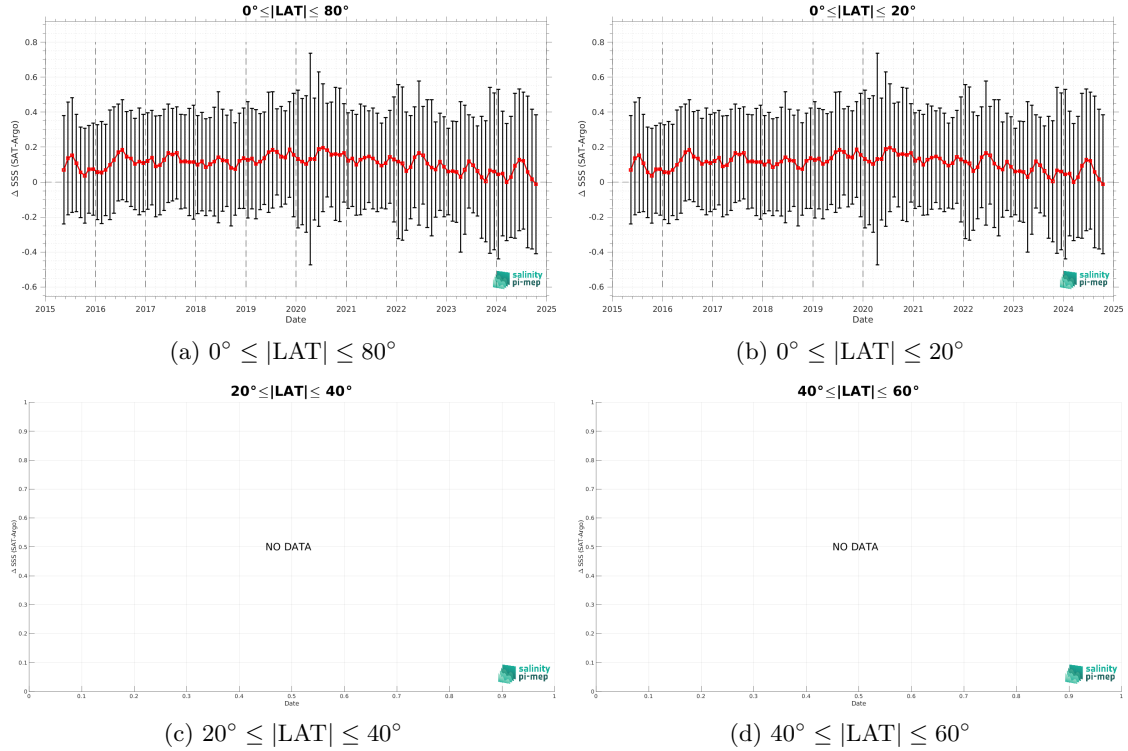 0°≤|LAT|≤ 80°
0.8
0.6
0.4
0.2
0
-0.2
-0.4
-0.6
Δ SSS (SAT-Argo)
2015 2016 2017 2018 2019 2020 2021 2022 2023 2024 2025
Date
salinity
pi-mep
(a) 0° ≤ |LAT| ≤ 80°
0°≤|LAT|≤ 20°
0.8
0.6
0.4
0.2
0
-0.2
-0.4
-0.6
Δ SSS (SAT-Argo)
2015 2016 2017 2018 2019 2020 2021 2022 2023 2024 2025
Date
salinity
pi-mep
(b) 0° ≤ |LAT| ≤ 20°
20°≤|LAT|≤ 40°
1
0.9
0.8
0.7
0.6
0.5
0.4
0.3
0.2
0.1
0
Δ SSS (SAT-Argo)
NO DATA
0 0.1 0.2 0.3 0.4 0.5 0.6 0.7 0.8 0.9 1
Date
salinity
pi-mep
(c) 20° ≤ |LAT| ≤ 40°
40°≤|LAT|≤ 60°
1
0.9
0.8
0.7
0.6
0.5
0.4
0.3
0.2
0.1
0
Δ SSS (SAT-Argo)
NO DATA
0 0.1 0.2 0.3 0.4 0.5 0.6 0.7 0.8 0.9 1
Date
salinity
pi-mep
(d) 40° ≤ |LAT| ≤ 60°